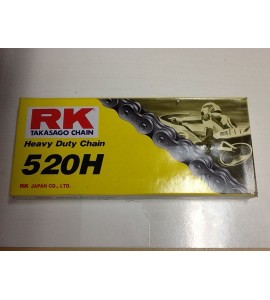 RK
TAKASAGO CHAIN
Heavy Duty Chain
520H
RK JAPAN CO., LTD.